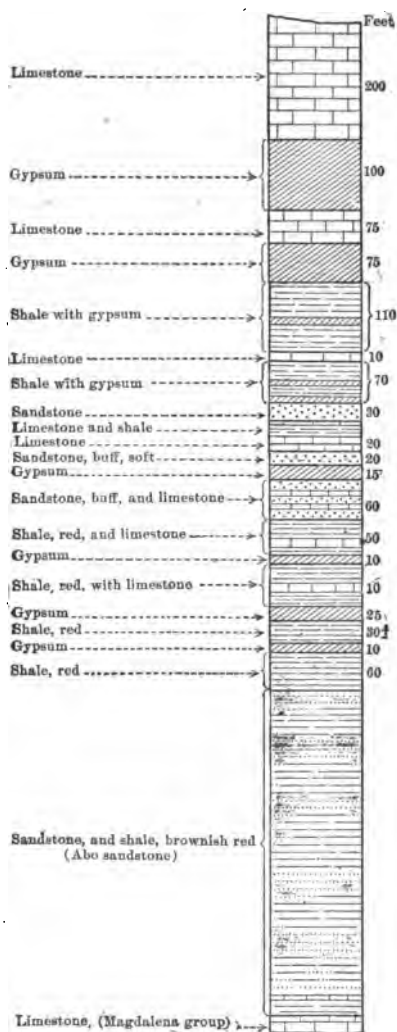 Feet
Limestone
200
Gypsum
100
Limestone
75
Gypsum
75
Shale with gypsum
110
Limestone
10
Shale with gypsum
70
Sandstone
30
Limestone and shale
Limestone
20
Sandstone, buff, soft
20
Gypsum
15
Sandstone, buff, and limestone
60
Shale, red, and limestone
50
Gypsum
10
Shale, red, with limestone
10
Gypsum
25
Shale, red
30±
Gypsum
10
Shale, red
60
Sandstone, and shale, brownish red
(Abo sandstone)
Limestone, (Magdalena group)